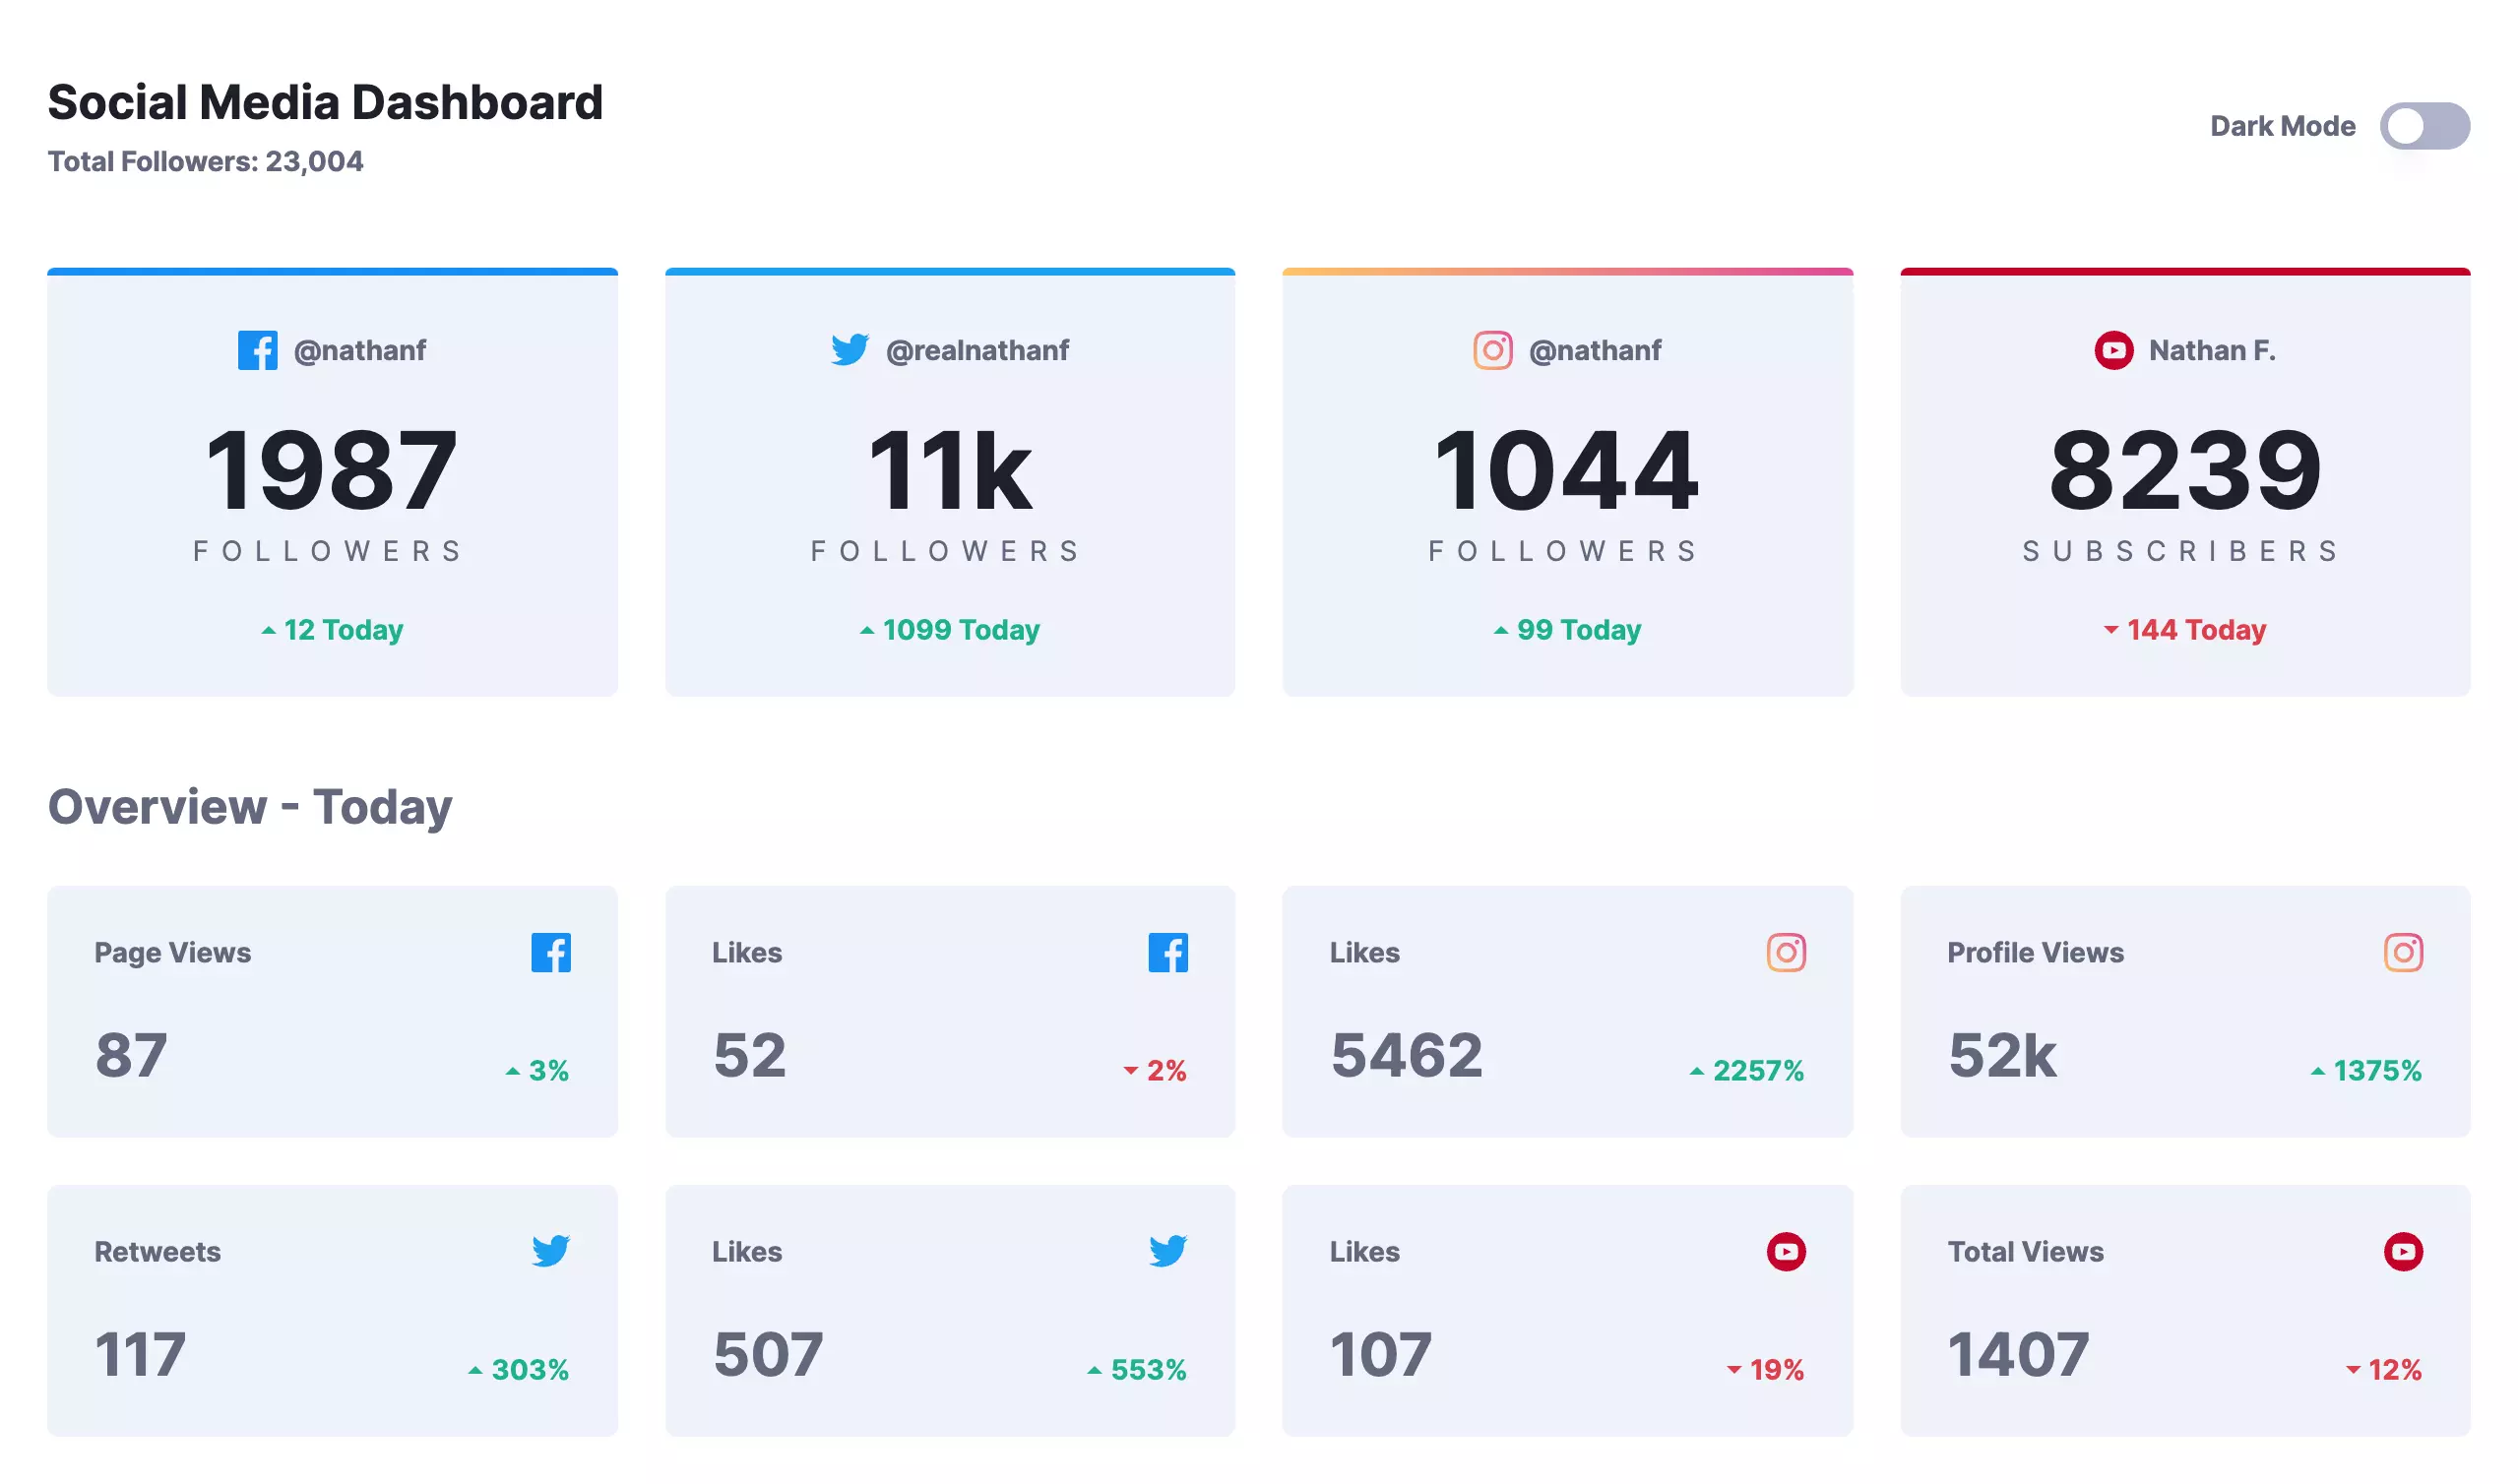 Social Media Dashboard
Total Followers: 23,004
Dark Mode
@nathanf
1987
FOLLOWERS
12 Today
@realnathanf
11k
FOLLOWERS
1099 Today
@nathanf
1044
FOLLOWERS
99 Today
Nathan F.
8239
SUBSCRIBERS
144 Today
Overview - Today
Page Views
87
3%
Likes
52
2%
Likes
5462
2257%
Profile Views
52k
1375%
Retweets
117
303%
Likes
507
553%
Likes
107
19%
Total Views
1407
12%